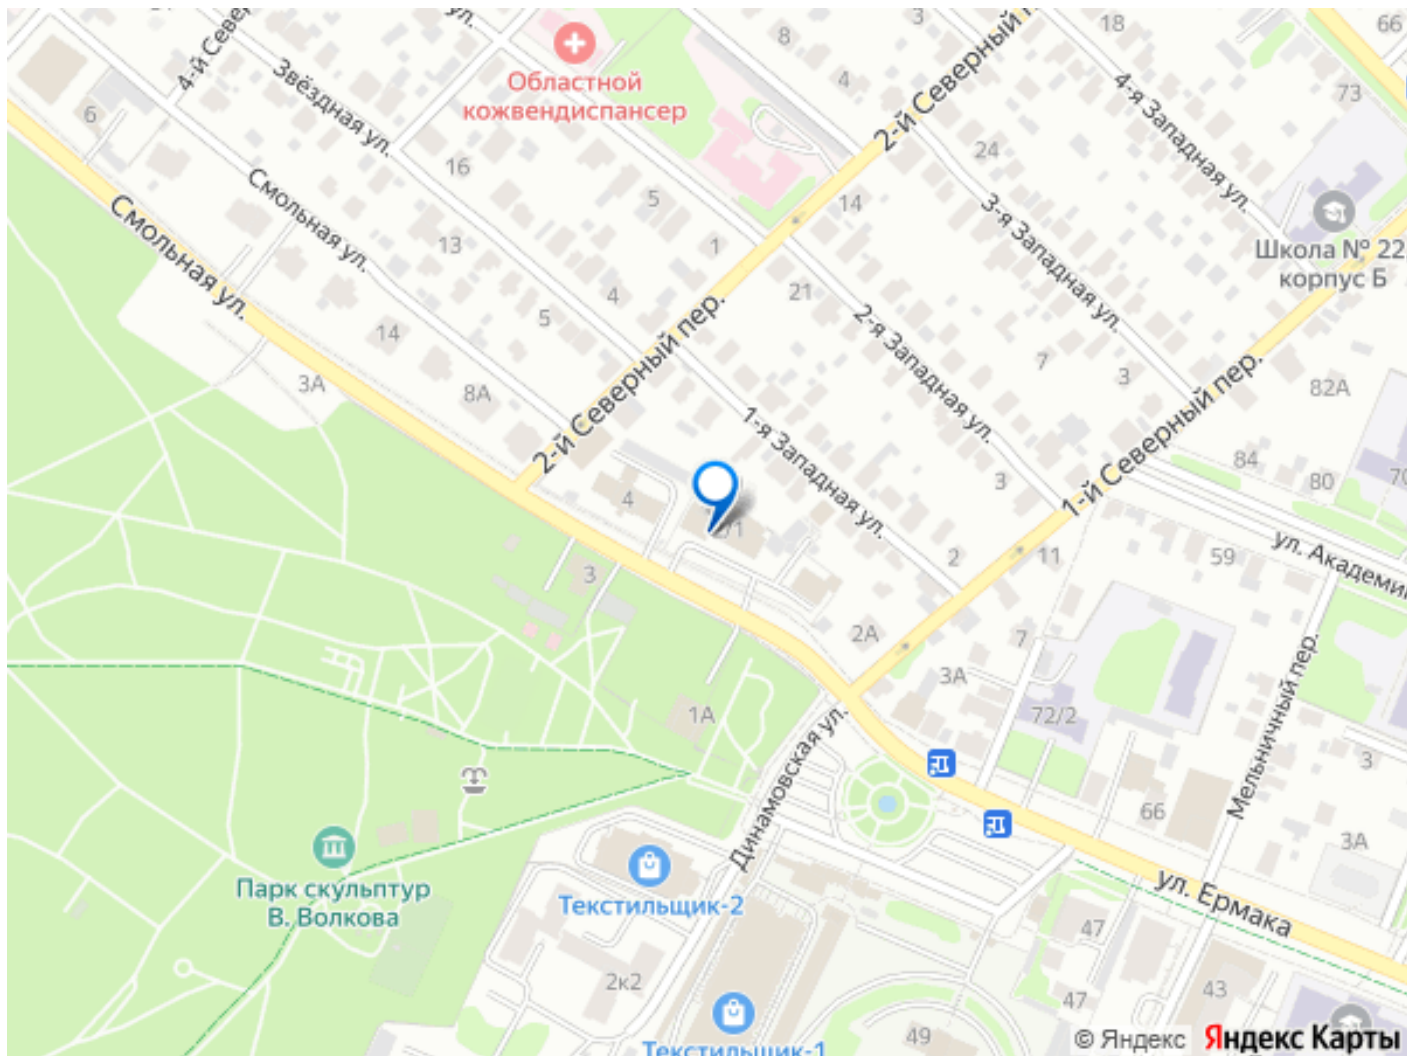 4-й Севе
ул.
3
18
66
8
4
73
Областной
кожвендиспансер
2-й Северный п
4-я Западная ул.
Звёздная ул.
6
16
24
Смольная ул.
Смольная ул.
5
14
3-я Западная ул.
Школа № 22,
корпус Б
13
1
4
21
5
2-й Северный пер.
2-я Западная ул.
14
7
3
3А
8А
82А
1-й Северный пер.
1-я Западная ул.
3
84
80
70
4
/1
2
11
59
ул. Академи
3
2А
7
3А
Мельничный пер.
1А
72/2
Динамовская ул.
3
66
3А
Парк скульптур
В. Волкова
Текстильщик-2
ул. Ермака
47
2к2
47
43
49
Текстильщик-1
© Яндекс Яндекс Карты